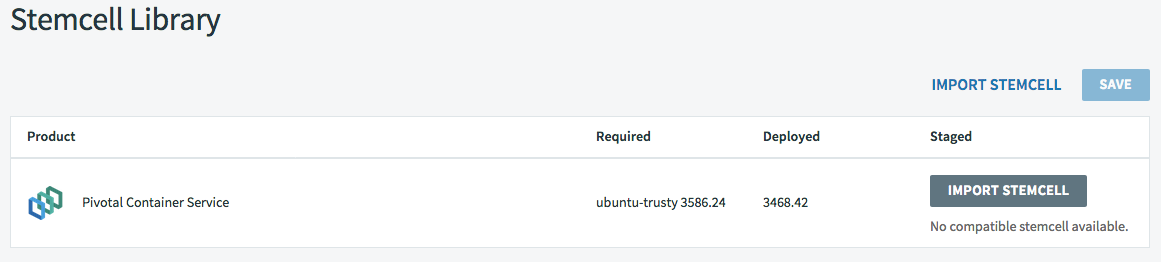 Stemcell Library
IMPORT STEMCELL SAVE
Product Required Deployed Staged
IMPORT STEMCELL
Pivotal Container Service ubuntu-trusty 3586.24 3468.42
No compatible stemcell available.